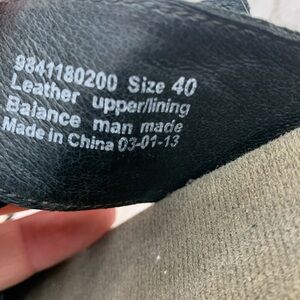 9841180200 Size 40
Leather upper/lining
Balance man made
Made in China 03-01-13